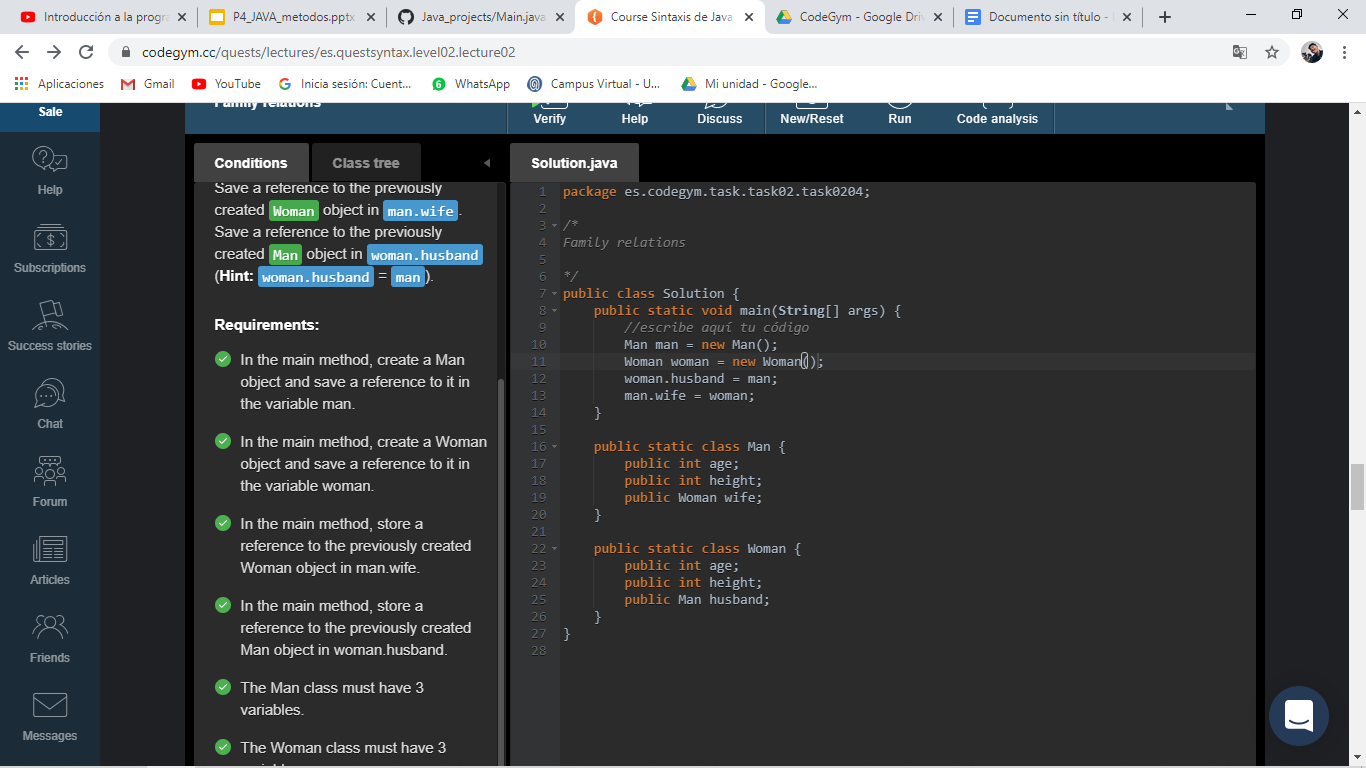 Introducción a la progra
P4_JAVA_metodos.pptx
Java_projects/Main.java
Course Sintaxis de Java
CodeGym - Google Driv
Documento sin título -
codegym.cc/quests/lectures/es.questsyntax.level02.lecture02
Aplicaciones
Gmail
YouTube
Inicia sesión: Cuent...
WhatsApp
Campus Virtual - U...
Mi unidad - Google...
Sale
Help
Subscriptions
Success stories
Chat
Forum
Articles
Friends
Messages
Family relations
Verify
Help
Discuss
New/Reset
Run
Code analysis
Conditions
Class tree
Save a reference to the previously
created Woman object in man.wife.
Save a reference to the previously
created Man object in woman.husband
(Hint: woman.husband = man).
Requirements:
In the main method, create a Man
object and save a reference to it in
the variable man.
In the main method, create a Woman
object and save a reference to it in
the variable woman.
In the main method, store a
reference to the previously created
Woman object in man.wife.
In the main method, store a
reference to the previously created
Man object in woman.husband.
The Man class must have 3
variables.
The Woman class must have 3
Solution.java
1 package es.codegym.task.task02.task0204;
2
3 /*
4 Family relations
5
6 */
7 public class Solution {
8 public static void main(String[] args) {
9 //escribe aquí tu código
10 Man man = new Man();
11 Woman woman = new Woman();
12 woman.husband = man;
13 man.wife = woman;
14 }
15
16 public static class Man {
17 public int age;
18 public int height;
19 public Woman wife;
20 }
21
22 public static class Woman {
23 public int age;
24 public int height;
25 public Man husband;
26 }
27 }
28